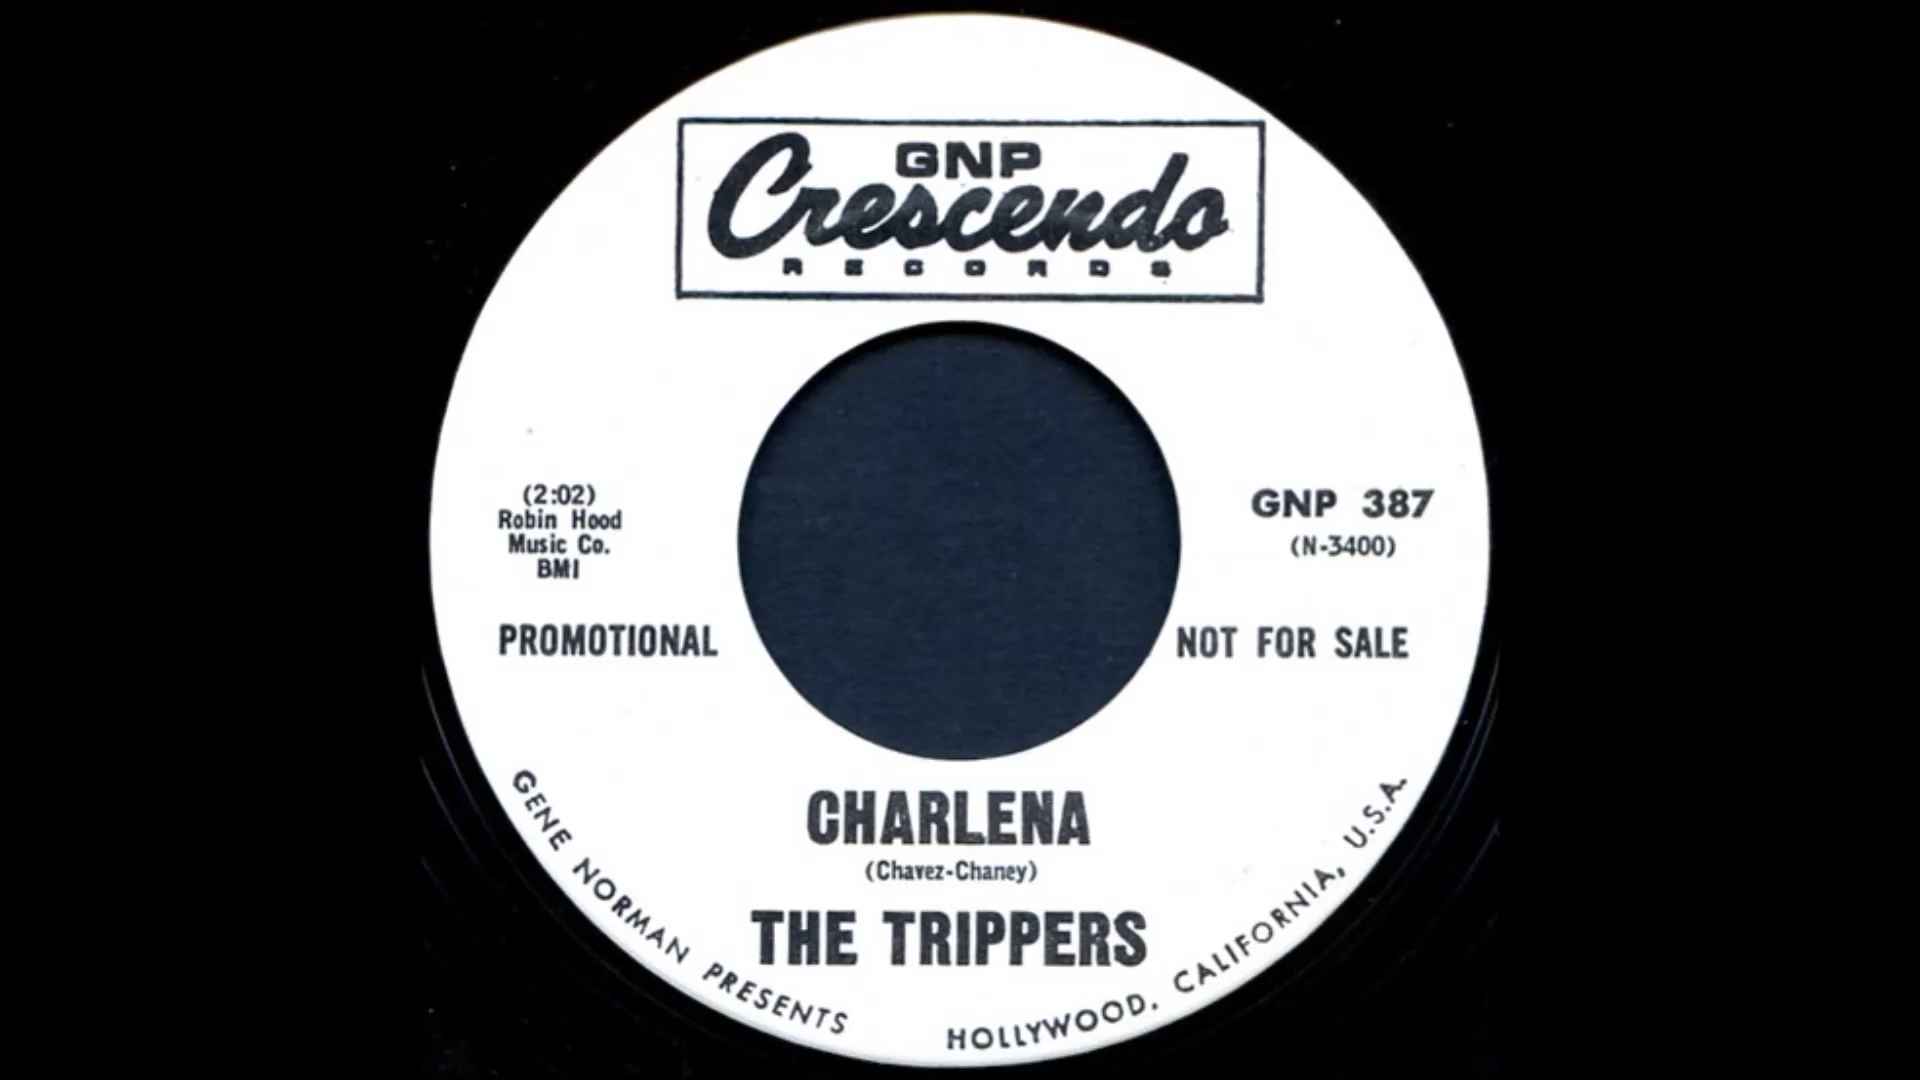 GNP
Crescendo
RECORDS
(2:02)
Robin Hood
Music Co.
BMI
GNP 387
(N-3400)
PROMOTIONAL
NOT FOR SALE
CHARLENA
(Chavez-Chaney)
THE TRIPPERS
GENE NORMAN PRESENTS
HOLLYWOOD, CALIFORNIA, U.S.A.